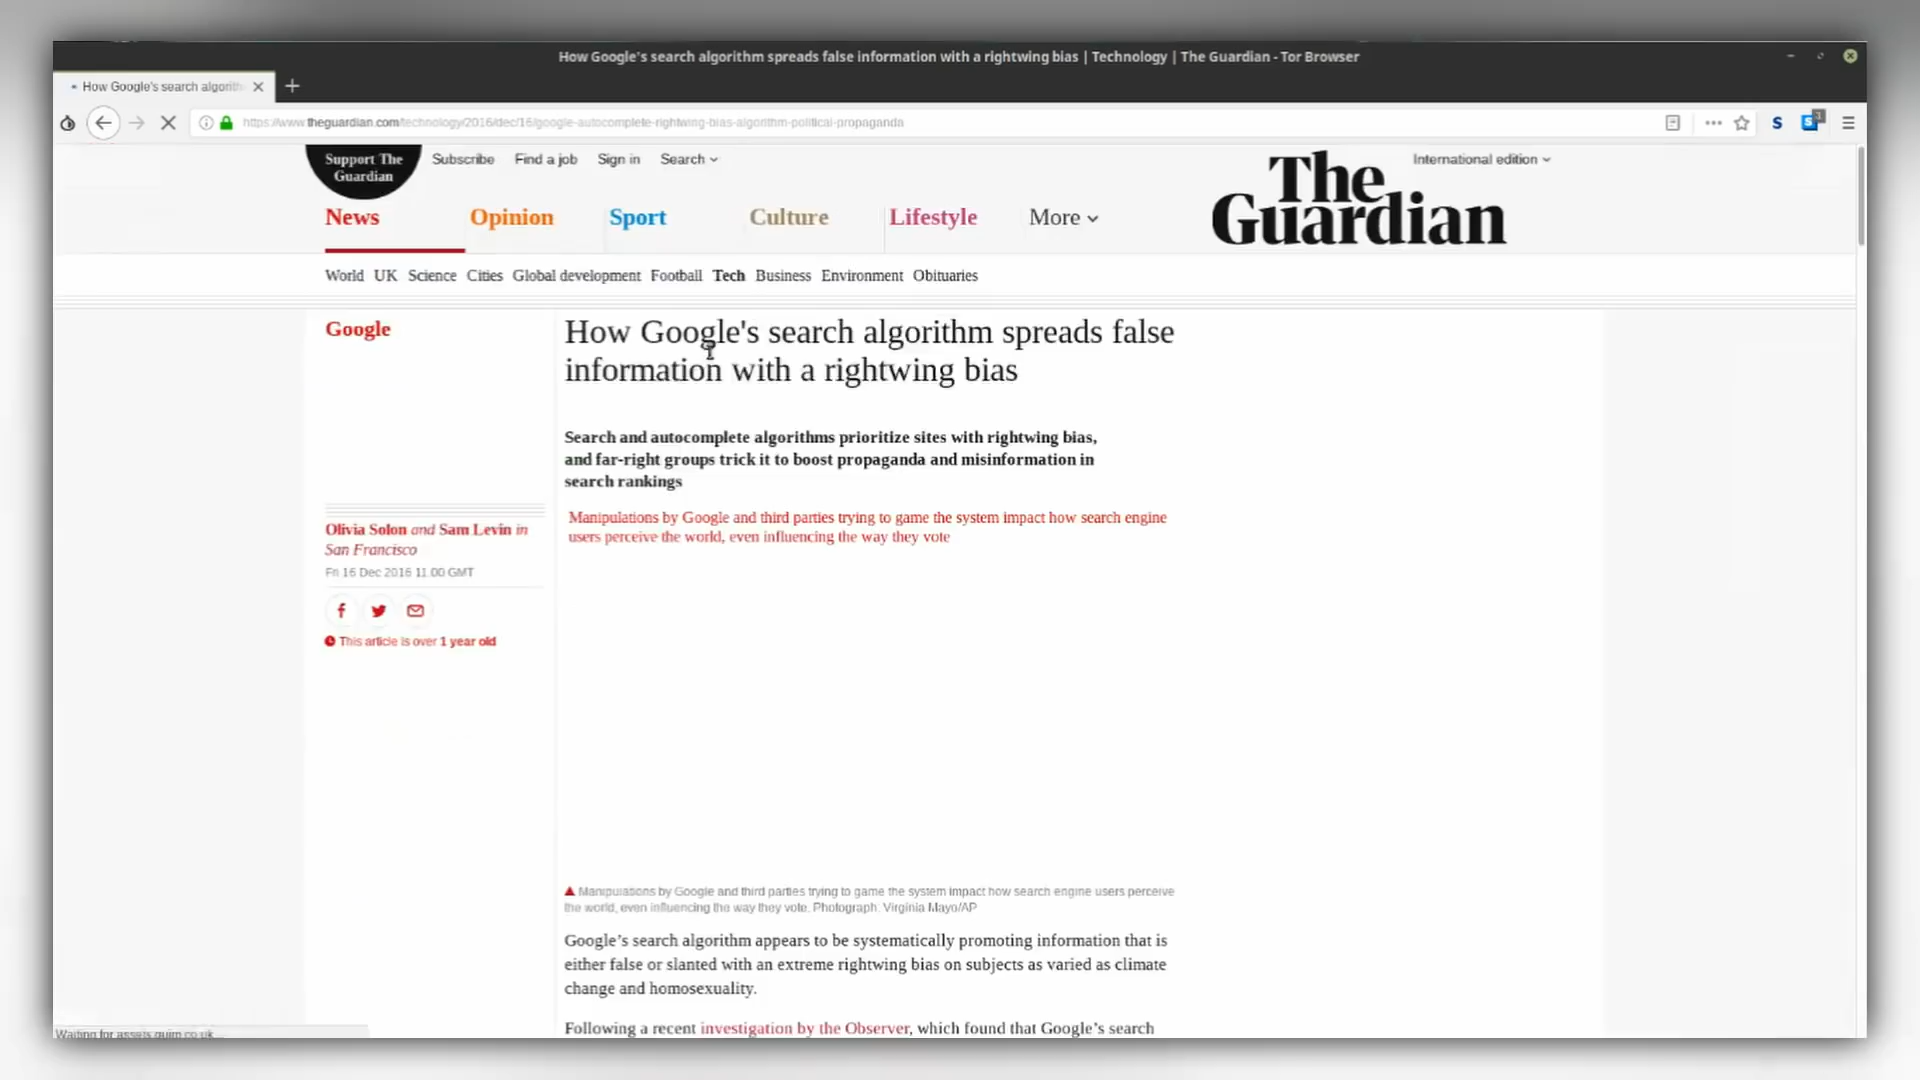 How Google's search algorithm spreads false information with a rightwing bias | Technology | The Guardian - Tor Browser
How Google's search algorith
https://www.theguardian.com/technology/2016/dec/16/google-autocomplete-rightwing-bias-algorithm-political-propaganda
S
S
Support The
Guardian
Subscribe
Find a job
Sign in
Search
International edition
The
Guardian
News
Opinion
Sport
Culture
Lifestyle
More
World UK Science Cities Global development Football Tech Business Environment Obituaries
Google
How Google's search algorithm spreads false
information with a rightwing bias
Search and autocomplete algorithms prioritize sites with rightwing bias,
and far-right groups trick it to boost propaganda and misinformation in
search rankings
Olivia Solon and Sam Levin in
San Francisco
Fri 16 Dec 2016 11.00 GMT
This article is over 1 year old
Manipulations by Google and third parties trying to game the system impact how search engine
users perceive the world, even influencing the way they vote
Manipulations by Google and third parties trying to game the system impact how search engine users perceive
the world, even influencing the way they vote. Photograph: Virginia Mayo/AP
Google’s search algorithm appears to be systematically promoting information that is
either false or slanted with an extreme rightwing bias on subjects as varied as climate
change and homosexuality.
Following a recent investigation by the Observer, which found that Google’s search
Waiting for assets.guim.co.uk...